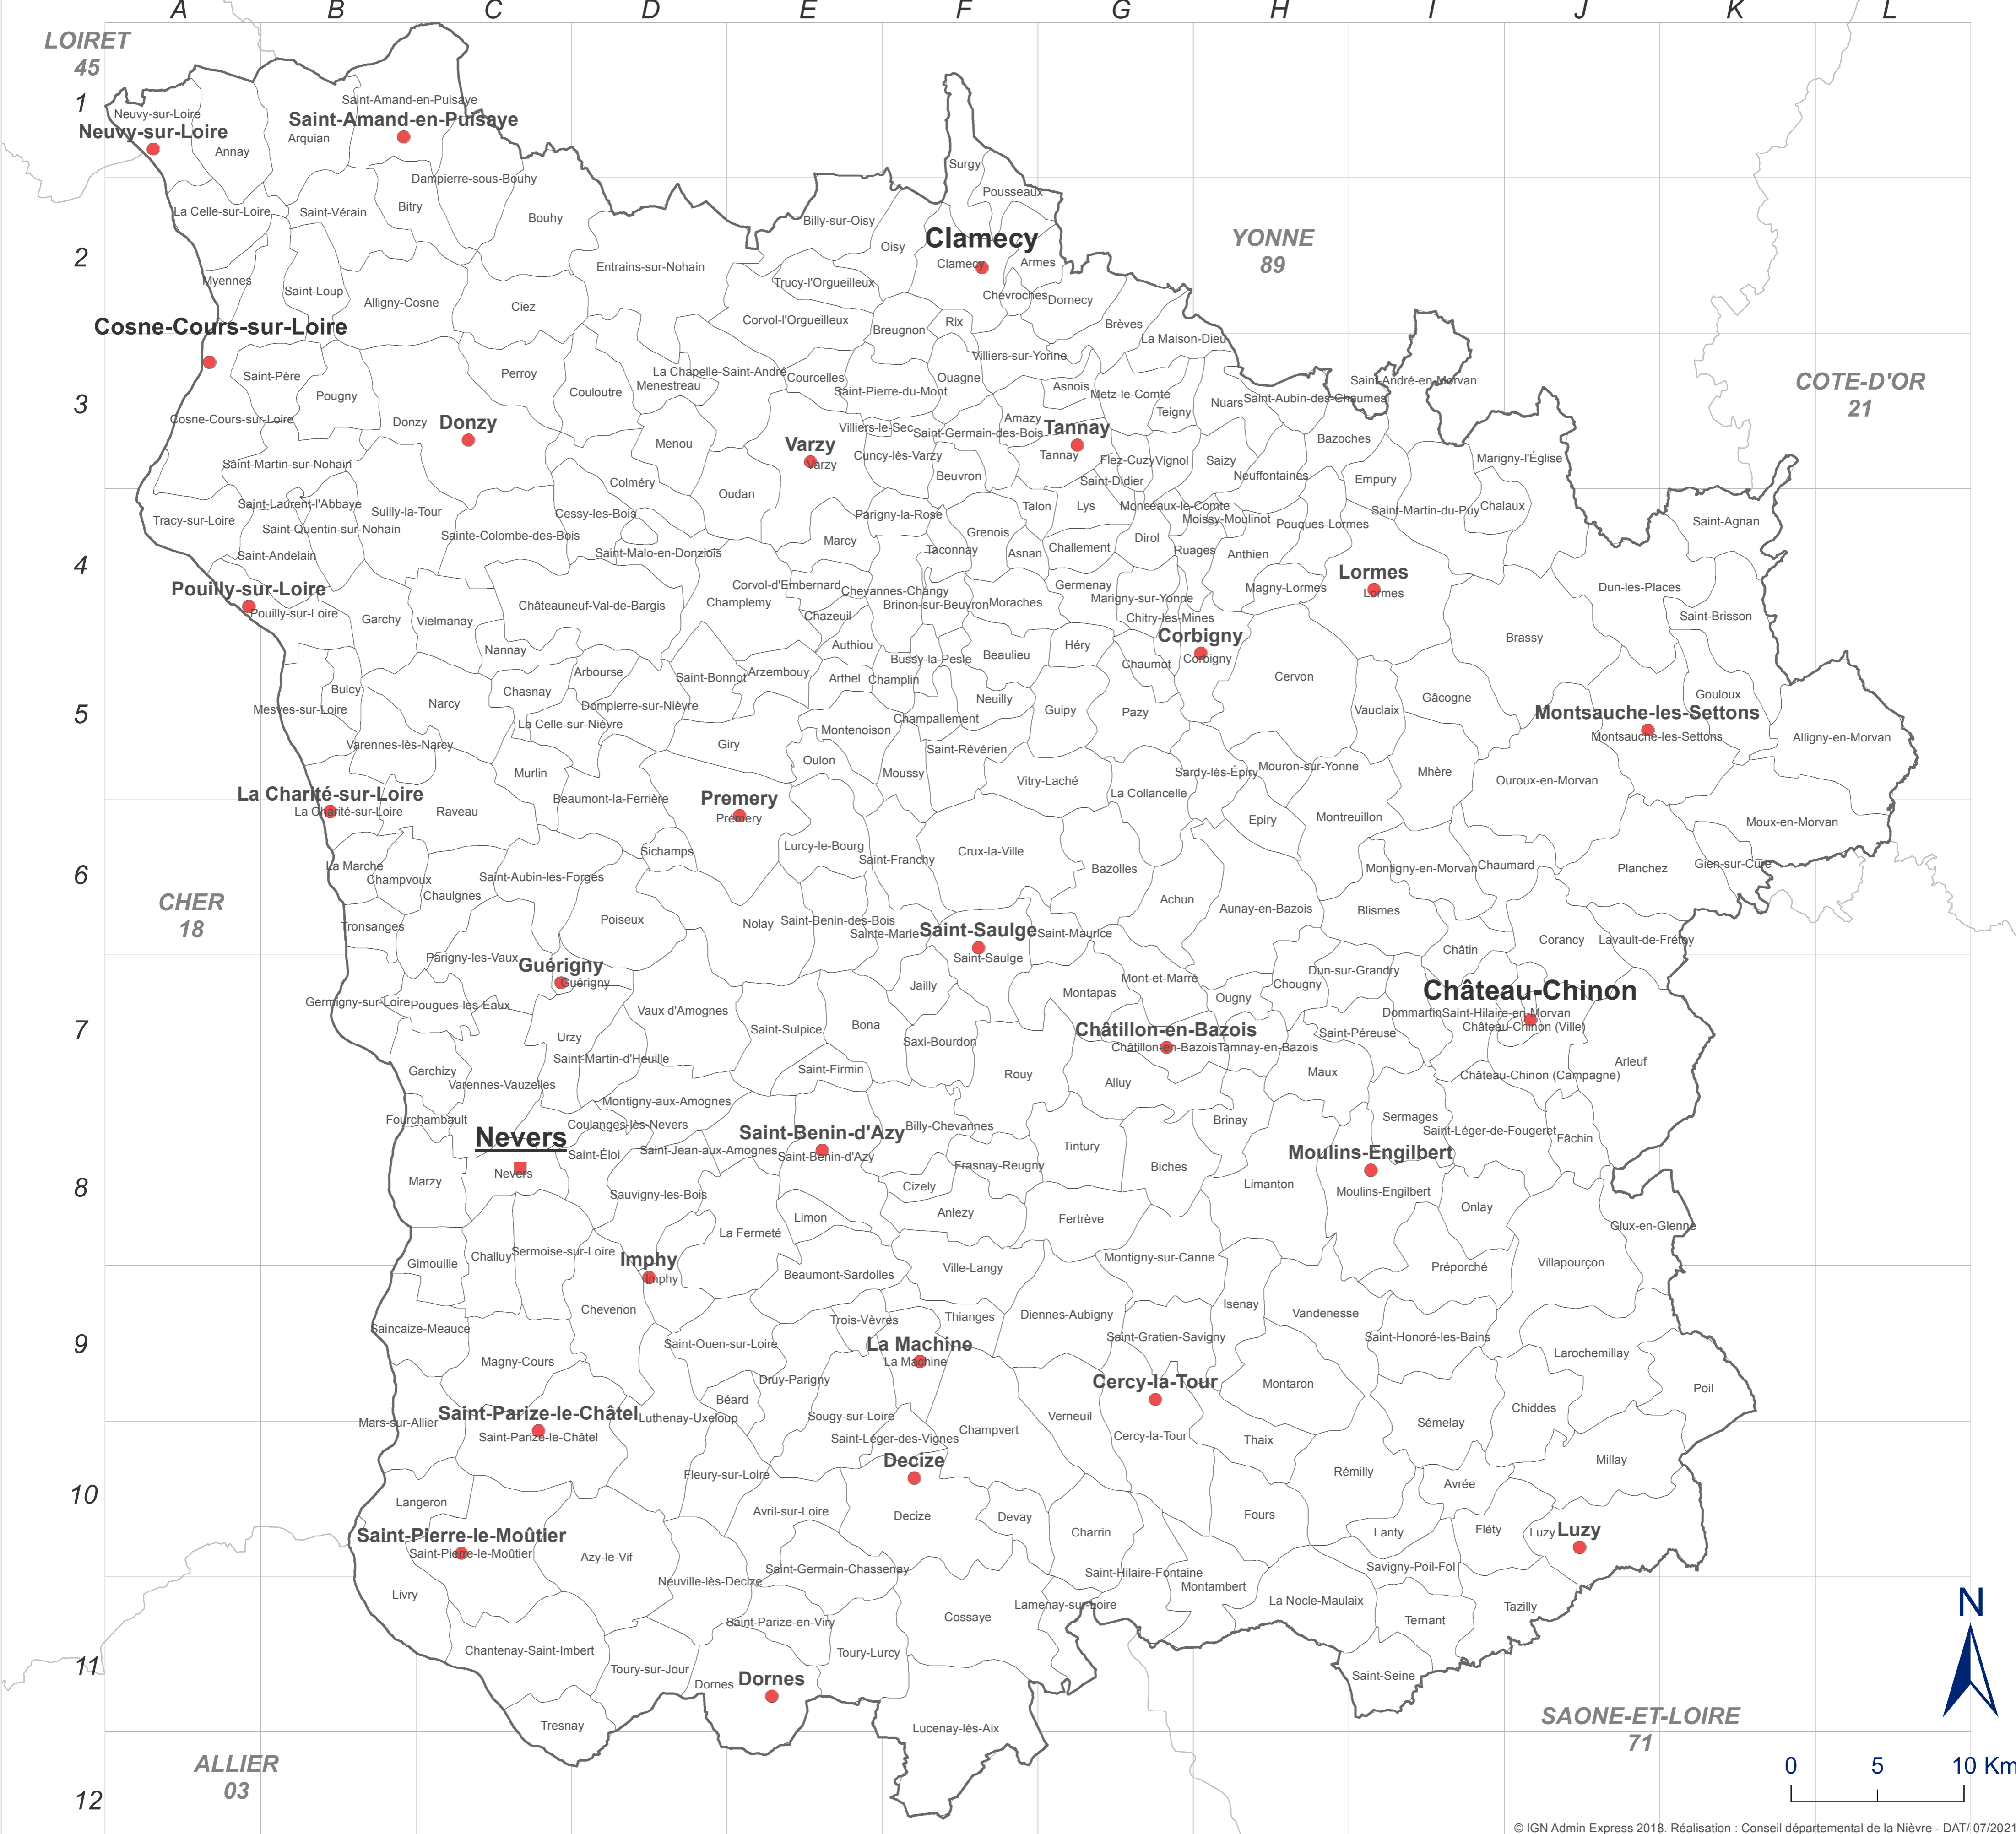 A B C D E F G H I J K L
LOIRET
45
1
Neuvy-sur-Loire
Neuvy-sur-Loire
Annay
Arquian
Saint-Amand-en-Puisaye
Saint-Amand-en-Puisaye
Dampierre-sous-Bouhy
Surgy
Pousseaux
2
La Celle-sur-Loire
Saint-Vérain
Bitry
Bouhy
Billy-sur-Oisy
Oisy
Clamecy
Clamecy
Armes
YONNE
89
Myennes
Saint-Loup
Alligny-Cosne
Ciez
Entrains-sur-Nohain
Trucy-l'Orgueilleux
Chevroches
Dornecy
Corvol-l'Orgueilleux
Breugnon
Rix
Brèves
La Maison-Dieu
Cosne-Cours-sur-Loire
Villiers-sur-Yonne
3
Saint-Père
Pougny
Perroy
Couloutre
La Chapelle-Saint-André
Menestreau
Courcelles
Saint-Pierre-du-Mont
Ouagne
Asnois
Metz-le-Comte
Teigny
Nuars
Saint-Aubin-des-Chaumes
Saint-André-en-Morvan
COTE-D'OR
21
Cosne-Cours-sur-Loire
Donzy
Donzy
Menou
Varzy
Varzy
Villiers-le-Sec
Cuncy-lès-Varzy
Saint-Germain-des-Bois
Amazy
Tannay
Tannay
Flez-Cuzy
Vignol
Saizy
Bazoches
Marigny-l'Église
Saint-Martin-sur-Nohain
Colméry
Oudan
Beuvron
Saint-Didier
Neuffontaines
Empury
4
Tracy-sur-Loire
Saint-Laurent-l'Abbaye
Saint-Quentin-sur-Nohain
Suilly-la-Tour
Cessy-les-Bois
Sainte-Colombe-des-Bois
Saint-Malo-en-Donziois
Marcy
Parigny-la-Rose
Talon
Lys
Monceaux-le-Comte
Moissy-Moulinot
Pouques-Lormes
Saint-Martin-du-Puy
Chalaux
Saint-Agnan
Saint-Andelain
Taconnay
Grenois
Asnan
Challement
Dirol
Ruages
Anthien
Pouilly-sur-Loire
Pouilly-sur-Loire
Garchy
Vielmanay
Châteauneuf-Val-de-Bargis
Champlemy
Corvol-d'Embernard
Chevannes-Changy
Chazeuil
Brinon-sur-Beuvron
Moraches
Germenay
Marigny-sur-Yonne
Chitry-les-Mines
Magny-Lormes
Lormes
Lormes
Dun-les-Places
Saint-Brisson
Nannay
Authiou
Bussy-la-Pesle
Beaulieu
Héry
Chaumot
Corbigny
Corbigny
Brassy
5
Bulcy
Mesves-sur-Loire
Narcy
Chasnay
Arbourse
Dompierre-sur-Nièvre
La Celle-sur-Nièvre
Saint-Bonnot
Arzembouy
Arthel
Champlin
Neuilly
Champallement
Guipy
Pazy
Cervon
Vauclaix
Gâcogne
Montsauche-les-Settons
Montsauche-les-Settons
Gouloux
Alligny-en-Morvan
Varennes-lès-Narcy
Murlin
Giry
Montenoison
Oulon
Moussy
Saint-Révérien
Vitry-Laché
Sardy-lès-Épiry
Mouron-sur-Yonne
Mhère
Ouroux-en-Morvan
La Charité-sur-Loire
La Charité-sur-Loire
Raveau
Beaumont-la-Ferrière
Premery
Prémery
La Collancelle
Epiry
Montreuillon
Moux-en-Morvan
6
La Marche
Champvoux
Chaulgnes
Saint-Aubin-les-Forges
Sichamps
Lurcy-le-Bourg
Saint-Franchy
Crux-la-Ville
Bazolles
Montigny-en-Morvan
Chaumard
Planchez
Gien-sur-Cure
CHER
18
Tronsanges
Poiseux
Nolay
Saint-Benin-des-Bois
Sainte-Marie
Saint-Saulge
Saint-Saulge
Saint-Maurice
Achun
Aunay-en-Bazois
Blismes
Châtin
Corancy
Lavault-de-Frétoy
Parigny-les-Vaux
Guérigny
Guérigny
7
Germigny-sur-Loire
Pougues-les-Eaux
Urzy
Vaux d'Amognes
Saint-Sulpice
Bona
Jailly
Saxi-Bourdon
Montapas
Mont-et-Marré
Ougny
Chougny
Dun-sur-Grandry
Château-Chinon
Dommartin
Saint-Hilaire-en-Morvan
Château-Chinon (Ville)
Châtillon-en-Bazois
Châtillon-en-Bazois
Tamnay-en-Bazois
Saint-Péreuse
Arleuf
Garchizy
Varennes-Vauzelles
Saint-Martin-d'Heuille
Saint-Firmin
Rouy
Alluy
Maux
Château-Chinon (Campagne)
Montigny-aux-Amognes
8
Fourchambault
Nevers
Nevers
Coulanges-lès-Nevers
Saint-Éloi
Saint-Jean-aux-Amognes
Saint-Benin-d'Azy
Saint-Benin-d'Azy
Billy-Chevannes
Frasnay-Reugny
Tintury
Brinay
Biches
Sermages
Saint-Léger-de-Fougeret
Fâchin
Moulins-Engilbert
Moulins-Engilbert
Marzy
Sauvigny-les-Bois
Cizely
Limanton
Onlay
Glux-en-Glenne
Limon
Anlezy
Fertrève
La Fermeté
Gimouille
Challuy
Sermoise-sur-Loire
Imphy
Imphy
Beaumont-Sardolles
Ville-Langy
Montigny-sur-Canne
Préporché
Villapourçon
9
Saincaize-Meauce
Chevenon
Magny-Cours
Saint-Ouen-sur-Loire
Trois-Vèvres
Thianges
La Machine
La Machine
Diennes-Aubigny
Saint-Gratien-Savigny
Isenay
Vandenesse
Saint-Honoré-les-Bains
Larochemillay
Druy-Parigny
Béard
Cercy-la-Tour
Cercy-la-Tour
Montaron
Chiddes
Poil
Mars-sur-Allier
Saint-Parize-le-Châtel
Saint-Parize-le-Châtel
Luthenay-Uxeloup
Sougy-sur-Loire
Saint-Léger-des-Vignes
Champvert
Verneuil
Thaix
Sémelay
Millay
10
Langeron
Fleury-sur-Loire
Decize
Decize
Rémilly
Avrée
Avril-sur-Loire
Devay
Charrin
Fours
Lanty
Fléty
Luzy
Luzy
Saint-Pierre-le-Moûtier
Saint-Pierre-le-Moûtier
Azy-le-Vif
Neuville-lès-Decize
Saint-Germain-Chassenay
Saint-Hilaire-Fontaine
Montambert
Savigny-Poil-Fol
11
Livry
Chantenay-Saint-Imbert
Saint-Parize-en-Viry
Cossaye
Lamenay-sur-Loire
La Nocle-Maulaix
Ternant
Tazilly
N
Toury-sur-Jour
Toury-Lurcy
Dornes
Dornes
Saint-Seine
Tresnay
Lucenay-lès-Aix
SAONE-ET-LOIRE
71
ALLIER
03
12
0 5 10 Km
© IGN Admin Express 2018. Réalisation : Conseil départemental de la Nièvre - DAT/ 07/2021